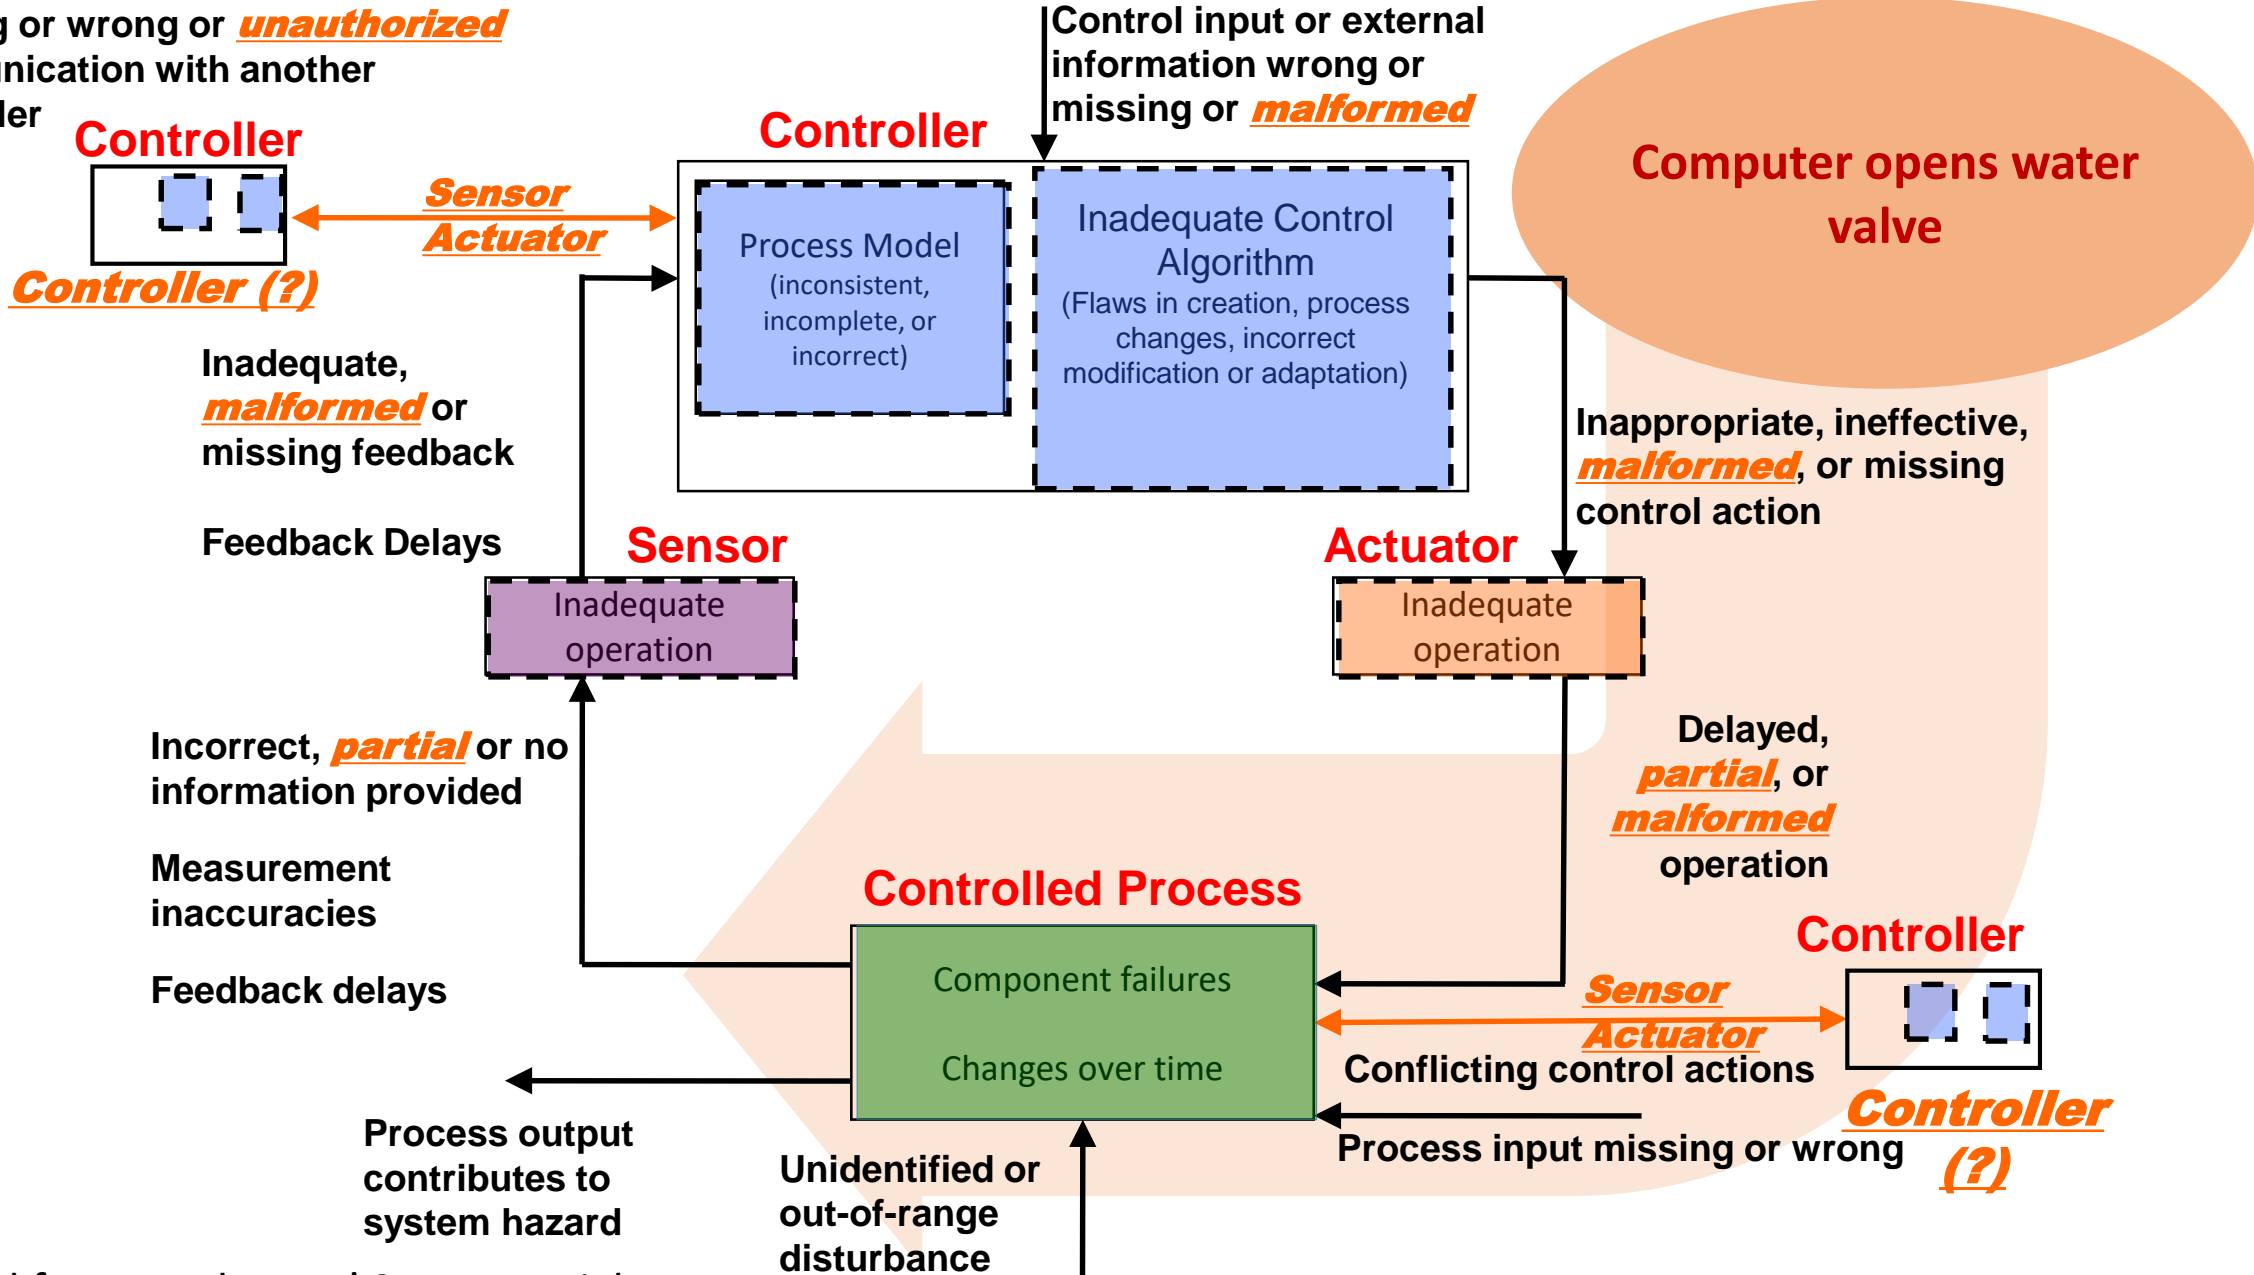 g or wrong or unauthorized
unication with another
ler
Controller
Controller (?)
Sensor
Actuator
Control input or external
information wrong or
missing or malformed
Controller
Process Model
(inconsistent,
incomplete, or
incorrect)
Inadequate Control
Algorithm
(Flaws in creation, process
changes, incorrect
modification or adaptation)
Computer opens water
valve
Inadequate,
malformed or
missing feedback
Feedback Delays
Inappropriate, ineffective,
malformed, or missing
control action
Sensor
Inadequate
operation
Actuator
Inadequate
operation
Incorrect, partial or no
information provided
Measurement
inaccuracies
Feedback delays
Delayed,
partial, or
malformed
operation
Controlled Process
Component failures
Changes over time
Controller
Sensor
Actuator
Conflicting control actions
Controller
(?)
Process input missing or wrong
Process output
contributes to
system hazard
Unidentified or
out-of-range
disturbance